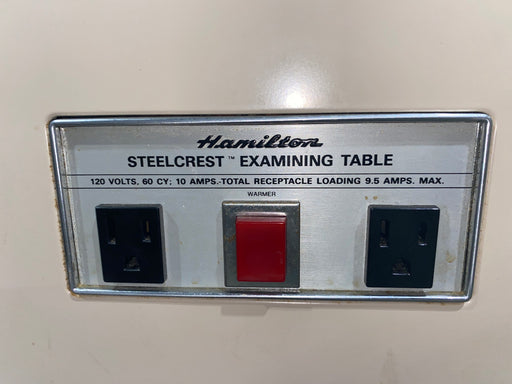 Hamilton
STEELCREST™ EXAMINING TABLE
120 VOLTS, 60 CY; 10 AMPS.-TOTAL RECEPTACLE LOADING 9.5 AMPS. MAX.
WARMER